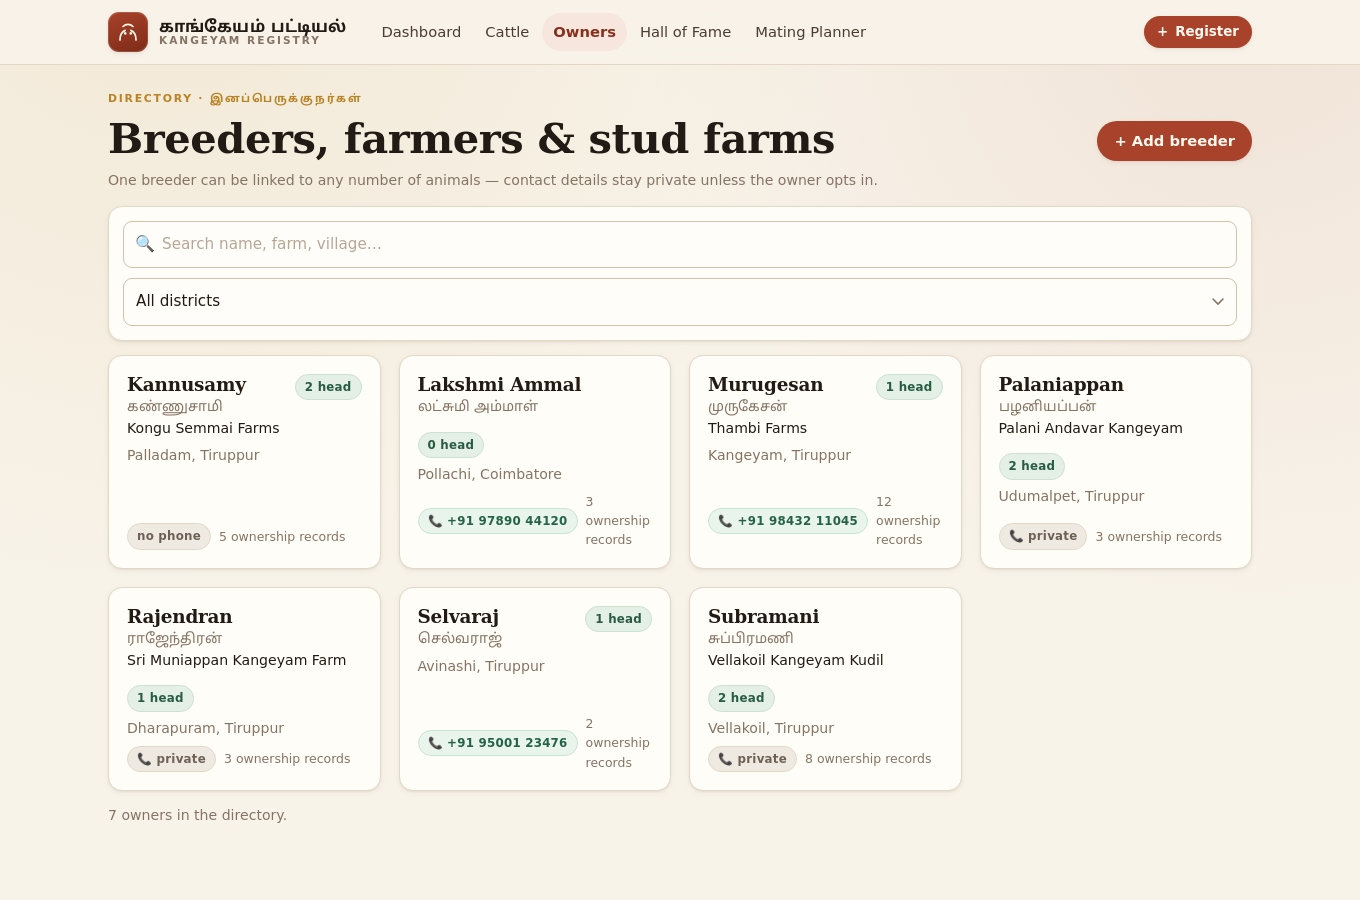 காங்கேயம் பட்டியல்
KANGEYAM REGISTRY
Dashboard Cattle Owners Hall of Fame Mating Planner
+ Register
DIRECTORY · இனப்பெருக்குநர்கள்
Breeders, farmers & stud farms
+ Add breeder
One breeder can be linked to any number of animals — contact details stay private unless the owner opts in.
Search name, farm, village…
All districts
Kannusamy
2 head
கண்ணுசாமி
Kongu Semmai Farms
Palladam, Tiruppur
no phone
5 ownership records
Lakshmi Ammal
லட்சுமி அம்மாள்
0 head
Pollachi, Coimbatore
+91 97890 44120
3
ownership
records
Murugesan
1 head
முருகேசன்
Thambi Farms
Kangeyam, Tiruppur
+91 98432 11045
12
ownership
records
Palaniappan
பழனியப்பன்
Palani Andavar Kangeyam
2 head
Udumalpet, Tiruppur
private
3 ownership records
Rajendran
ராஜேந்திரன்
Sri Muniappan Kangeyam Farm
1 head
Dharapuram, Tiruppur
private
3 ownership records
Selvaraj
1 head
செல்வராஜ்
Avinashi, Tiruppur
+91 95001 23476
2
ownership
records
Subramani
சுப்பிரமணி
Vellakoil Kangeyam Kudil
2 head
Vellakoil, Tiruppur
private
8 ownership records
7 owners in the directory.